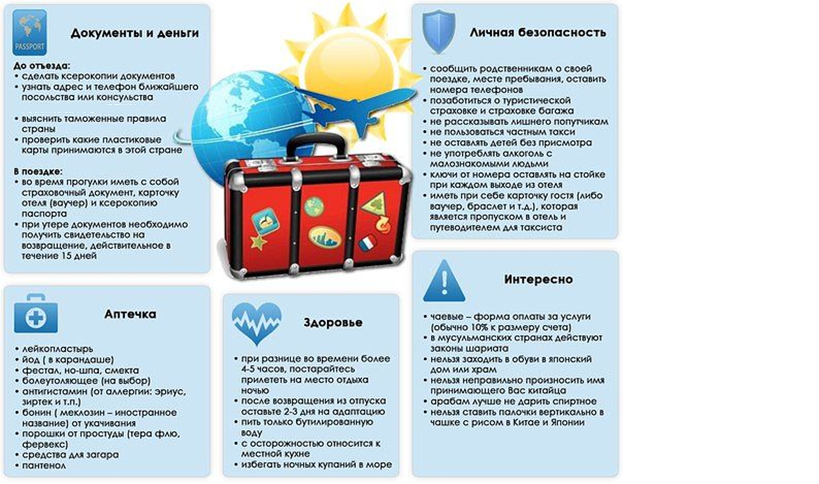 PASSPORT
Документы и деньги
До отъезда:
• сделать ксерокопии документов
• узнать адрес и телефон ближайшего
посольства или консульства
• выяснить таможенные правила
страны
• проверить какие пластиковые
карты принимаются в этой стране
В поездке:
• во время прогулки иметь с собой
страховочный документ, карточку
отеля (ваучер) и ксерокопию
паспорта
• при утере документов необходимо
получить свидетельство на
возвращение, действительное в
течение 15 дней
Личная безопасность
• сообщить родственникам о своей
поездке, месте пребывания, оставить
номера телефонов
• позаботиться о туристической
страховке и страховке багажа
• не рассказывать лишнего попутчикам
• не пользоваться частным такси
• не оставлять детей без присмотра
• не употреблять алкоголь с
малознакомыми людьми
• ключи от номера оставлять на стойке
при каждом выходе из отеля
• иметь при себе карточку гостя (либо
ваучер, браслет и т.д.), которая
является пропуском в отель и
путеводителем для таксиста
Аптечка
• лейкопластырь
• йод ( в карандаше)
• фестал, но-шпа, смекта
• болеутоляющее (на выбор)
• антигистамин (от аллергии: эриус,
зиртек и т.п.)
• бонин ( меклозин – иностранное
название) от укачивания
• порошки от простуды (тера флю,
фервекс)
• средства для загара
• пантенол
Здоровье
• при разнице во времени более
4-5 часов, постарайтесь
прилететь на место отдыха
ночью
• после возвращения из отпуска
оставьте 2-3 дня на адаптацию
• пить только бутилированную
воду
• с осторожностью относится к
местной кухне
• избегать ночных купаний в море
Интересно
• чаевые – форма оплаты за услуги
(обычно 10% к размеру счета)
• в мусульманских странах действуют
законы шариата
• нельзя заходить в обуви в японский
дом или храм
• нельзя неправильно произносить имя
принимающего Вас китайца
• арабам лучше не дарить спиртное
• нельзя ставить палочки вертикально в
чашке с рисом в Китае и Японии